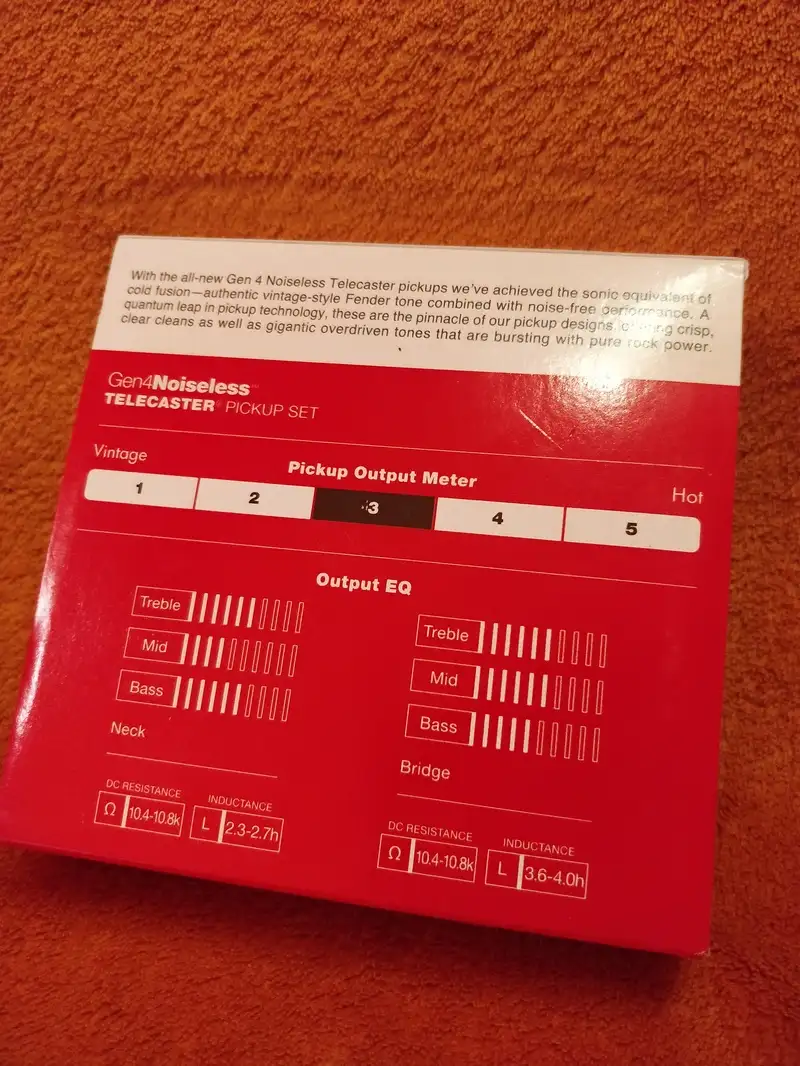 With the all-new Gen 4 Noiseless Telecaster pickups we've achieved the sonic equivalent of
cold fusion—authentic vintage-style Fender tone combined with noise-free performance. A
quantum leap in pickup technology, these are the pinnacle of our pickup designs, crisp,
clear cleans as well as gigantic overdriven tones that are bursting with pure rock power.
Gen4Noiseless™
TELECASTER® PICKUP SET
Vintage
Pickup Output Meter
Hot
1 2 3 4 5
Output EQ
Treble
Mid
Bass
Neck
DC RESISTANCE INDUCTANCE
Ω 10.4-10.8k L 2.3-2.7h
Treble
Mid
Bass
Bridge
DC RESISTANCE INDUCTANCE
Ω 10.4-10.8k L 3.6-4.0h